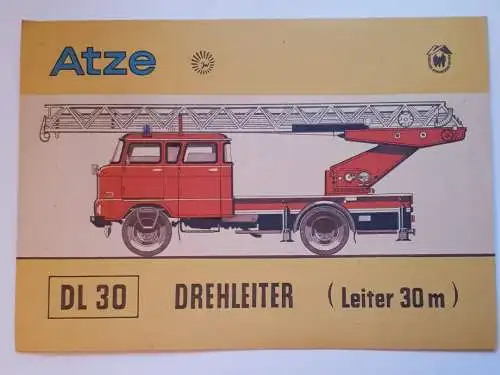 Atze
DL 30 DREHLEITER (Leiter 30 m)